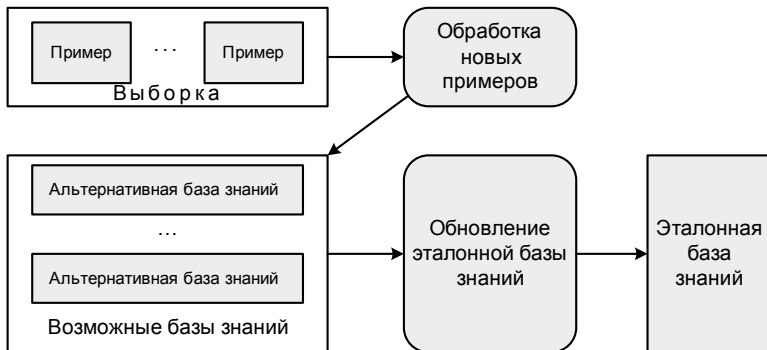 Пример
...
Пример
Выборка
Обработка
новых
примеров
Альтернативная база знаний
...
Альтернативная база знаний
Возможные базы знаний
Обновление
эталонной базы
знаний
Эталонная
база
знаний